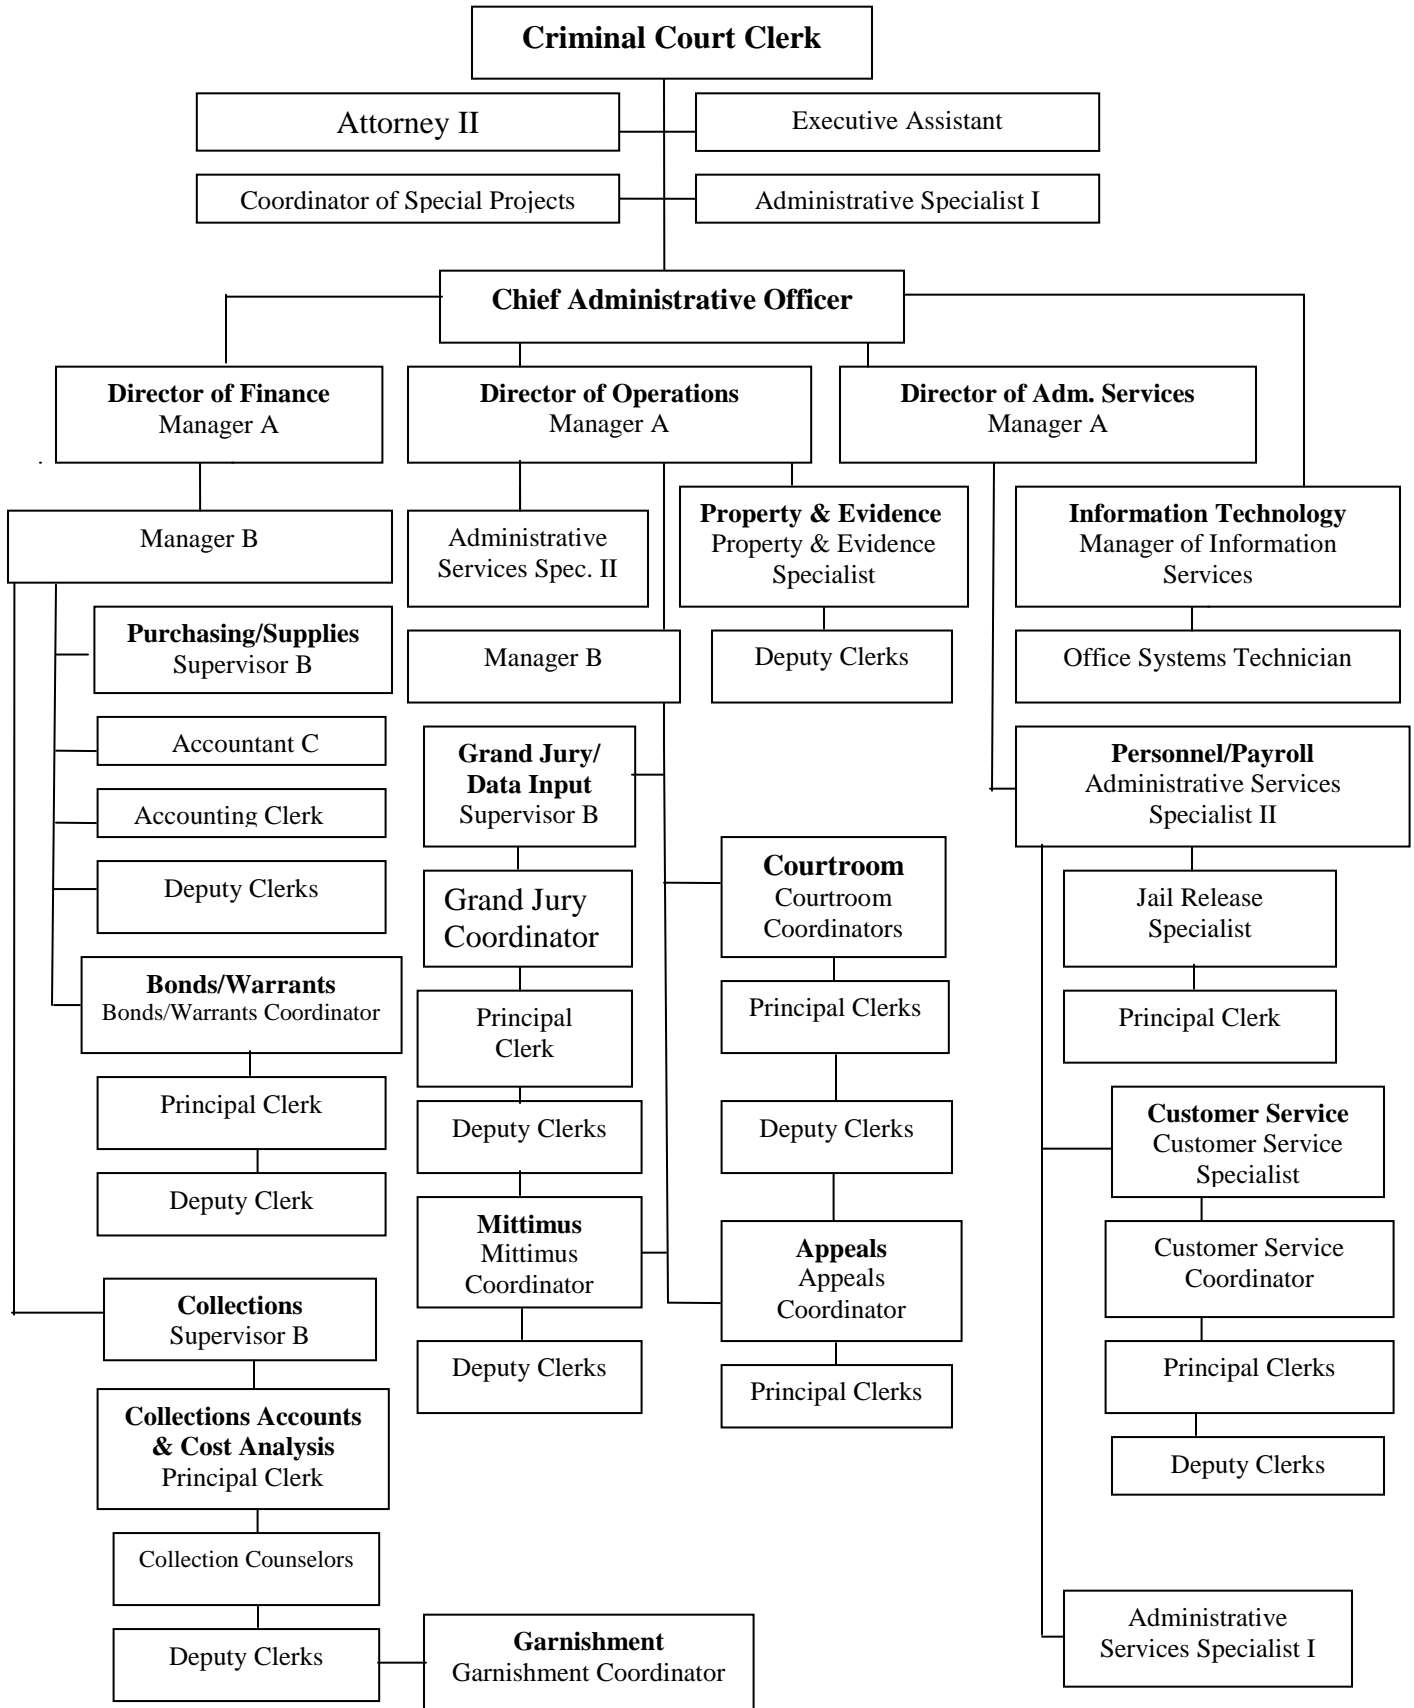 Criminal Court Clerk
Attorney II
Executive Assistant
Coordinator of Special Projects
Administrative Specialist I
Chief Administrative Officer
Director of Finance
Manager A
Director of Operations
Manager A
Director of Adm. Services
Manager A
Manager B
Administrative
Services Spec. II
Property & Evidence
Property & Evidence
Specialist
Information Technology
Manager of Information
Services
Purchasing/Supplies
Supervisor B
Manager B
Deputy Clerks
Office Systems Technician
Accountant C
Accounting Clerk
Deputy Clerks
Bonds/Warrants
Bonds/Warrants Coordinator
Principal Clerk
Deputy Clerk
Collections
Supervisor B
Collections Accounts
& Cost Analysis
Principal Clerk
Collection Counselors
Deputy Clerks
Garnishment
Garnishment Coordinator
Grand Jury/
Data Input
Supervisor B
Grand Jury
Coordinator
Principal
Clerk
Deputy Clerks
Mittimus
Mittimus
Coordinator
Deputy Clerks
Courtroom
Courtroom
Coordinators
Principal Clerks
Deputy Clerks
Appeals
Appeals
Coordinator
Principal Clerks
Personnel/Payroll
Administrative Services
Specialist II
Jail Release
Specialist
Principal Clerk
Customer Service
Customer Service
Specialist
Customer Service
Coordinator
Principal Clerks
Deputy Clerks
Administrative
Services Specialist I